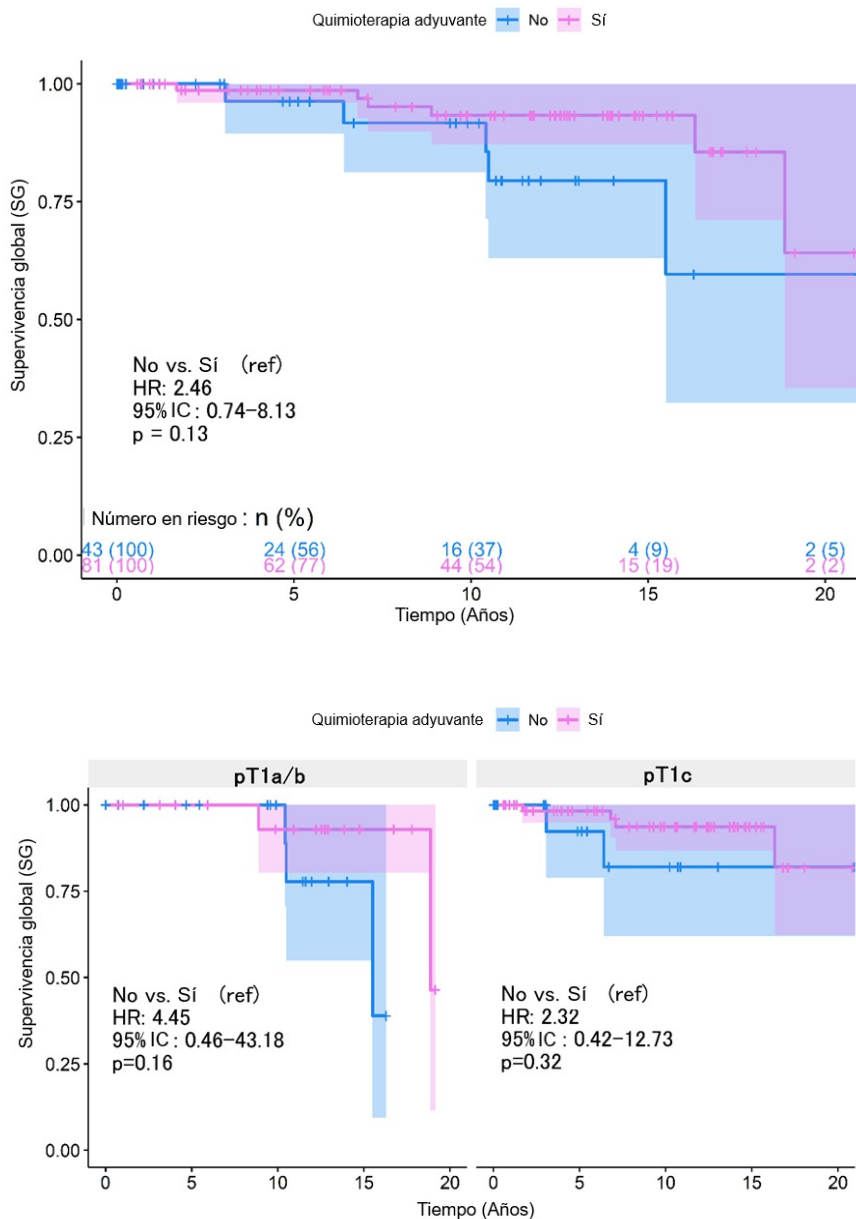 Quimioterapia adyuvante No Sí
1.00
0.75
0.50
0.25
0.00
Supervivencia global (SG)
No vs. Sí (ref)
HR: 2.46
95% IC : 0.74–8.13
p = 0.13
Número en riesgo : n (%)
43 (100) 24 (56) 16 (37) 4 (9) 2 (5)
81 (100) 62 (77) 44 (54) 15 (19) 2 (2)
0 5 10 15 20
Tiempo (Años)
Quimioterapia adyuvante No Sí
pT1a/b pT1c
1.00
0.75
0.50
0.25
0.00
Supervivencia global (SG)
No vs. Sí (ref)
HR: 4.45
95% IC : 0.46–43.18
p=0.16
No vs. Sí (ref)
HR: 2.32
95% IC : 0.42–12.73
p=0.32
0 5 10 15 20 0 5 10 15 20
Tiempo (Años)